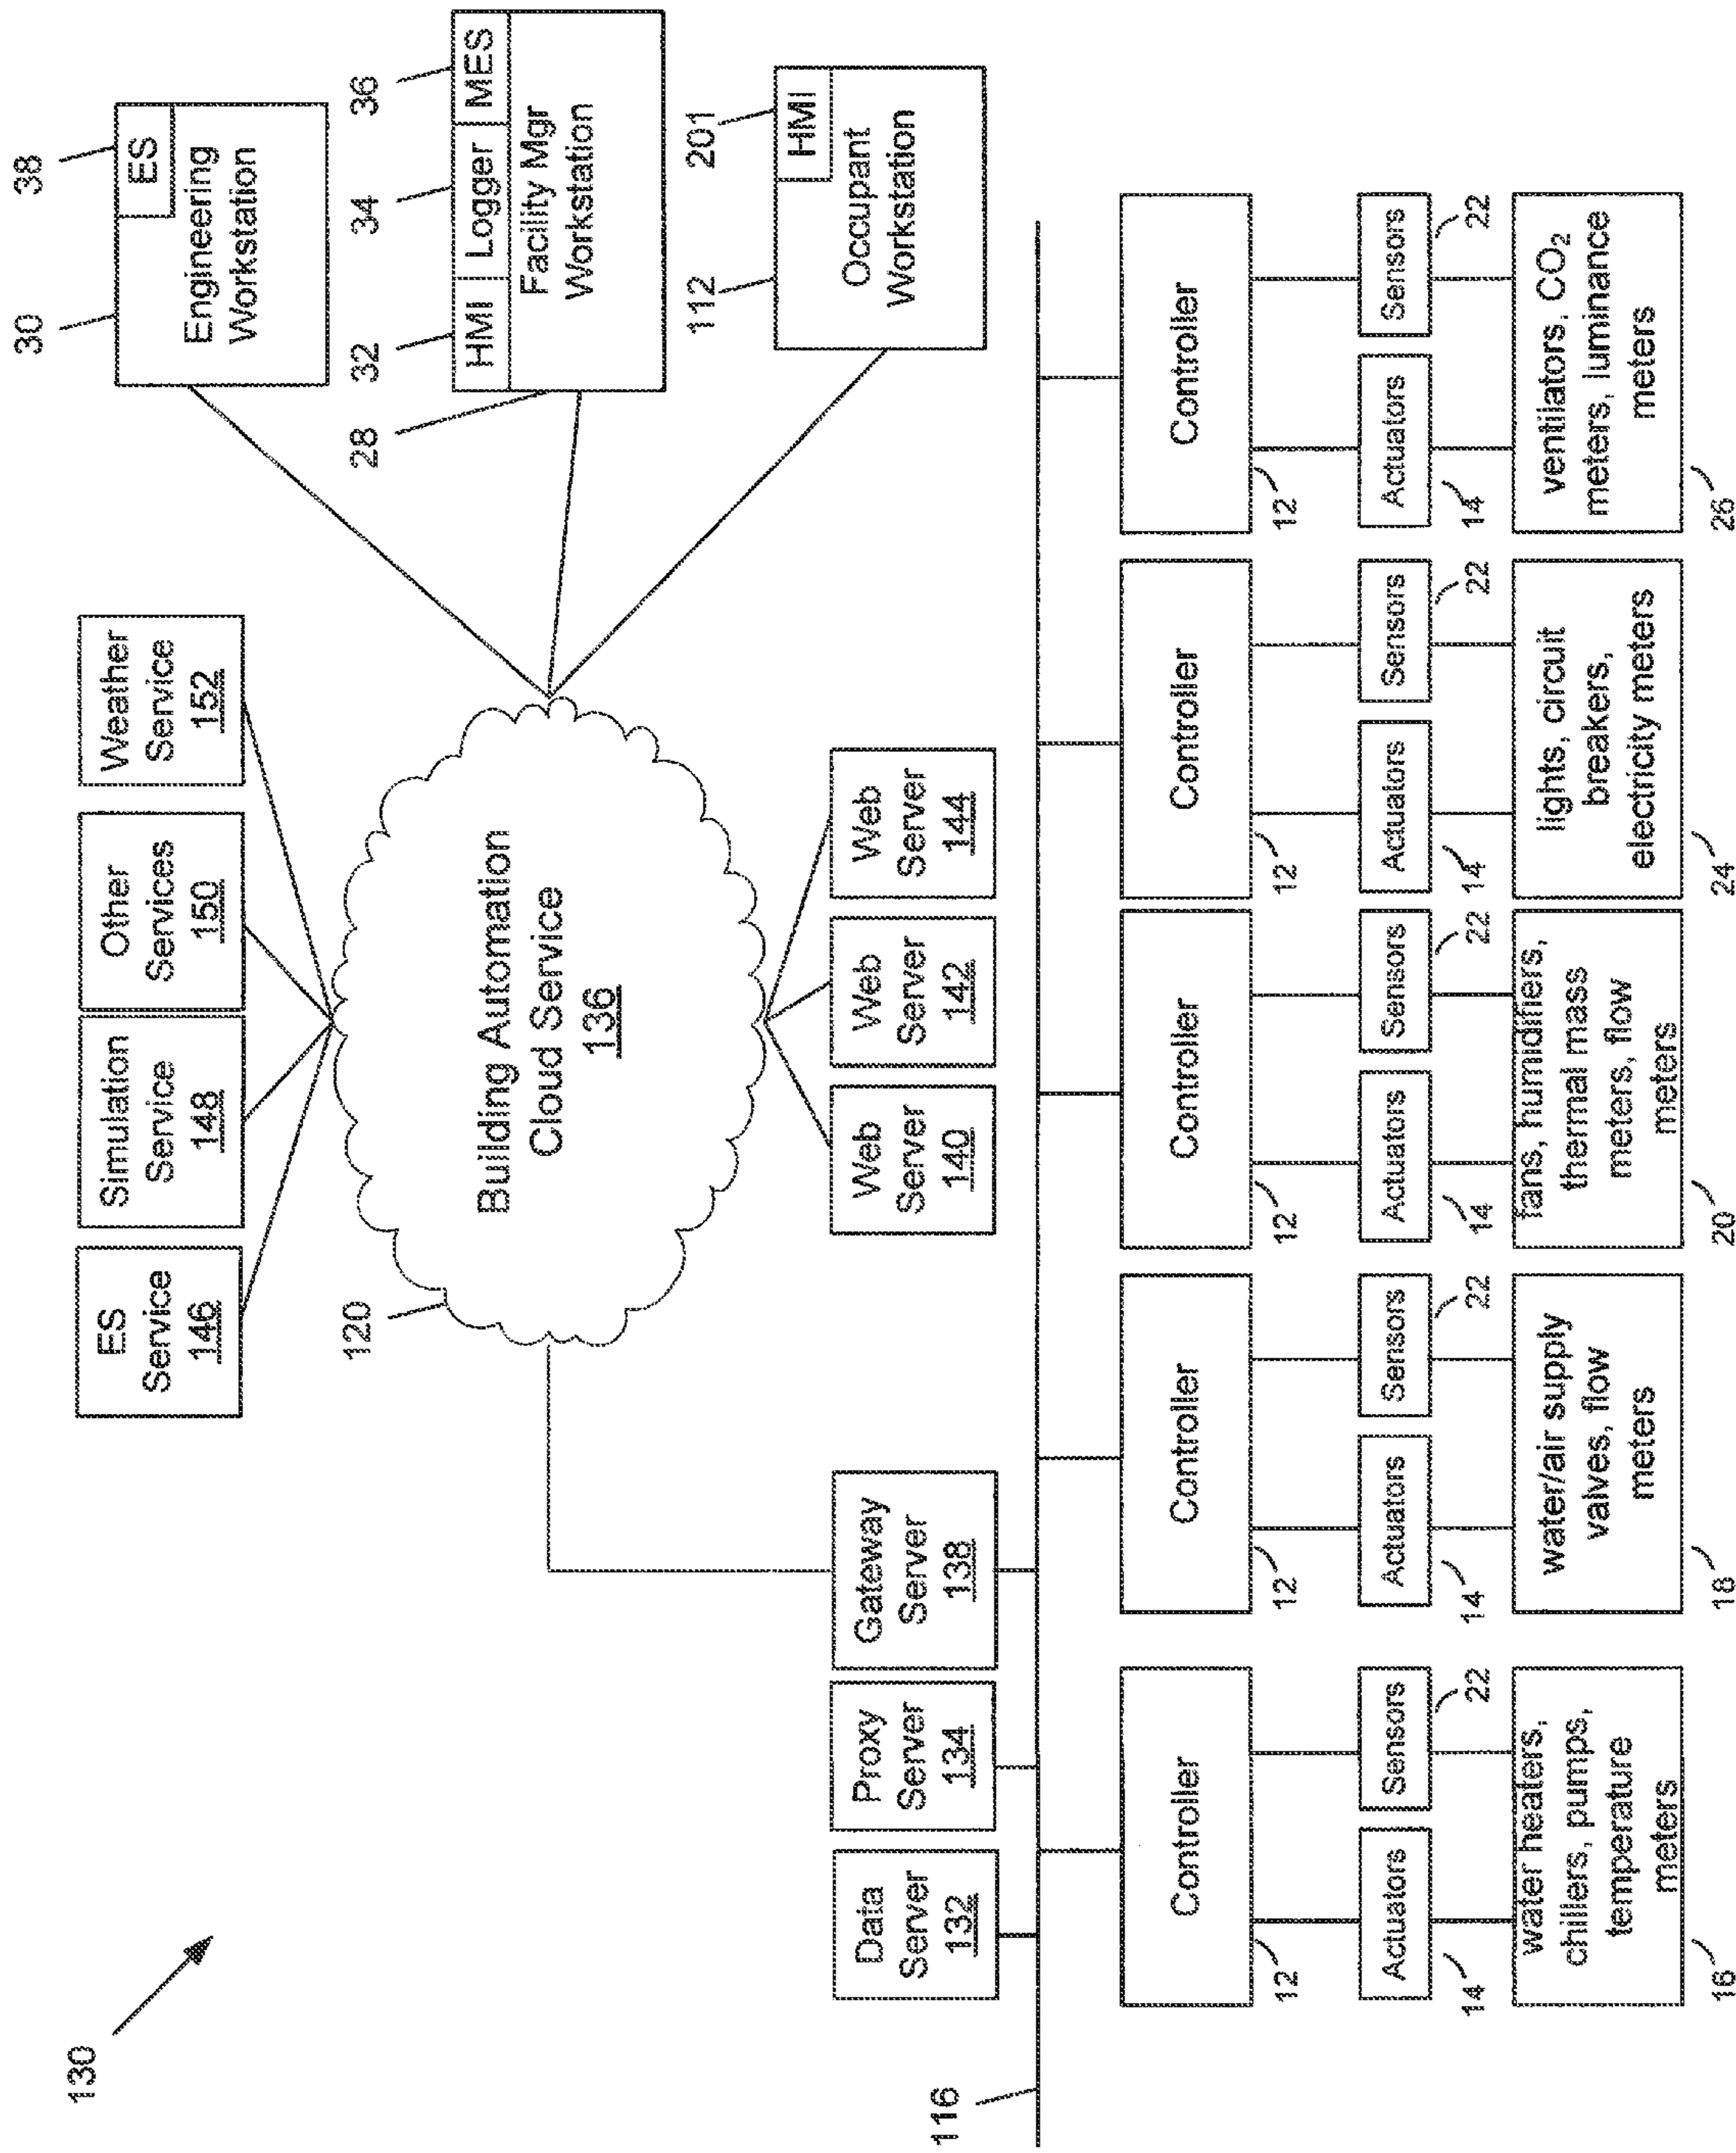 130
ES
Service
146
Simulation
Service
148
Other
Services
150
Weather
Service
152
30
38
ES
Engineering
Workstation
120
Building Automation
Cloud Service
136
32
34
36
HMI
Logger
MES
Facility Mgr
Workstation
28
112
201
HMI
Occupant
Workstation
Data
Server
132
Proxy
Server
134
Gateway
Server
138
Web
Server
140
Web
Server
142
Web
Server
144
116
Controller
Controller
Controller
Controller
Controller
12
12
12
12
12
Actuators
Sensors
Actuators
Sensors
Actuators
Sensors
Actuators
Sensors
Actuators
Sensors
14
22
14
22
14
22
14
22
14
22
water heaters,
chillers, pumps,
temperature
meters
water/air supply
valves, flow
meters
fans, humidifiers,
thermal mass
meters, flow
meters
lights, circuit
breakers,
electricity meters
ventilators, CO₂
meters, luminance
meters
16
18
20
24
26